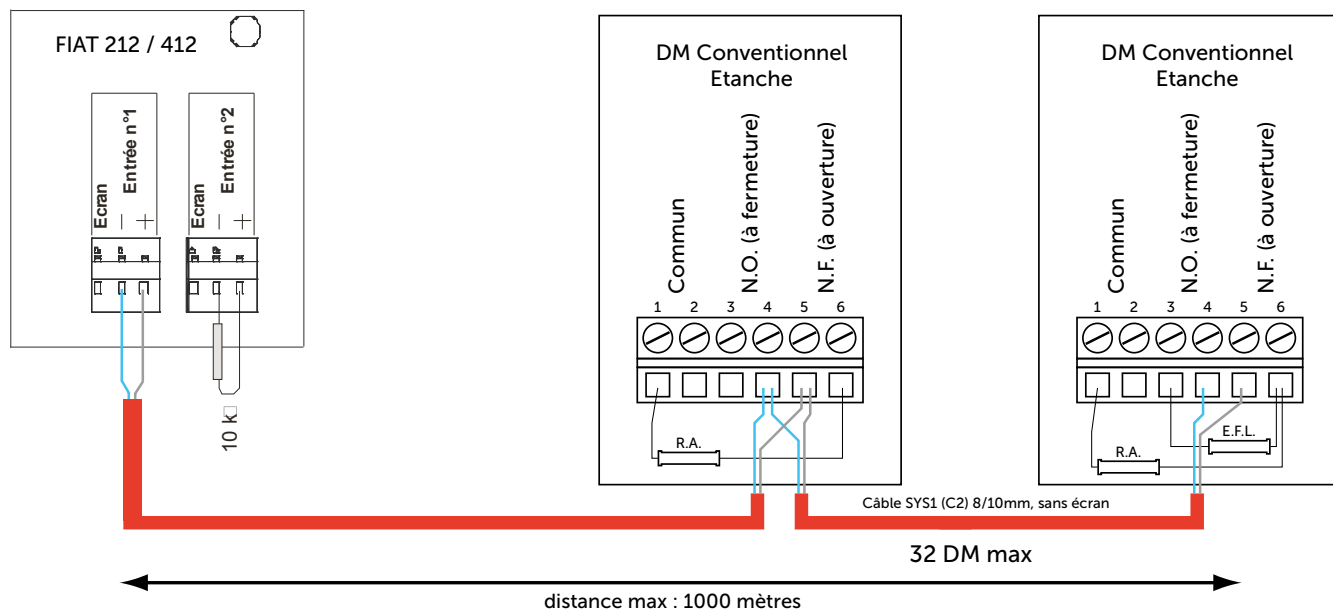 FIAT 212 / 412
Ecran
— Entrée n°1
+
Ecran
— Entrée n°2
+
10 k
DM Conventionnel
Etanche
Commun
N.O. (à fermeture)
N.F. (à ouverture)
1 2 3 4 5 6
R.A.
DM Conventionnel
Etanche
Commun
N.O. (à fermeture)
N.F. (à ouverture)
1 2 3 4 5 6
E.F.L.
R.A.
Câble SYS1 (C2) 8/10mm, sans écran
32 DM max
distance max : 1000 mètres